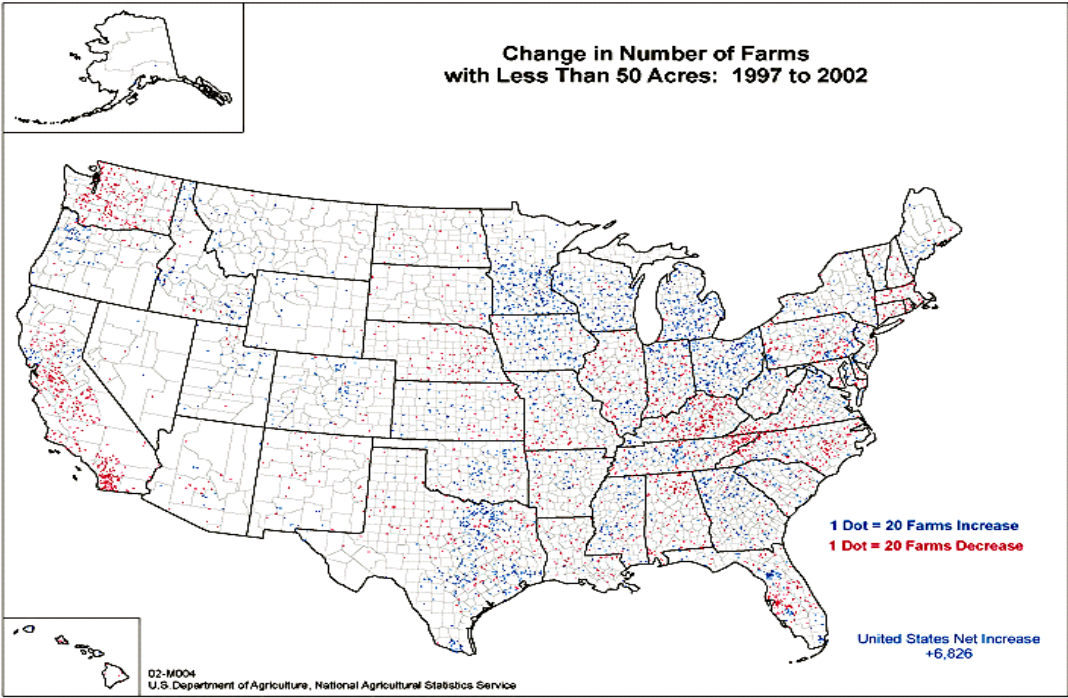 Change in Number of Farms
with Less Than 50 Acres: 1997 to 2002
1 Dot = 20 Farms Increase
1 Dot = 20 Farms Decrease
United States Net Increase
+6,826
02-M004
U.S. Department of Agriculture, National Agricultural Statistics Service